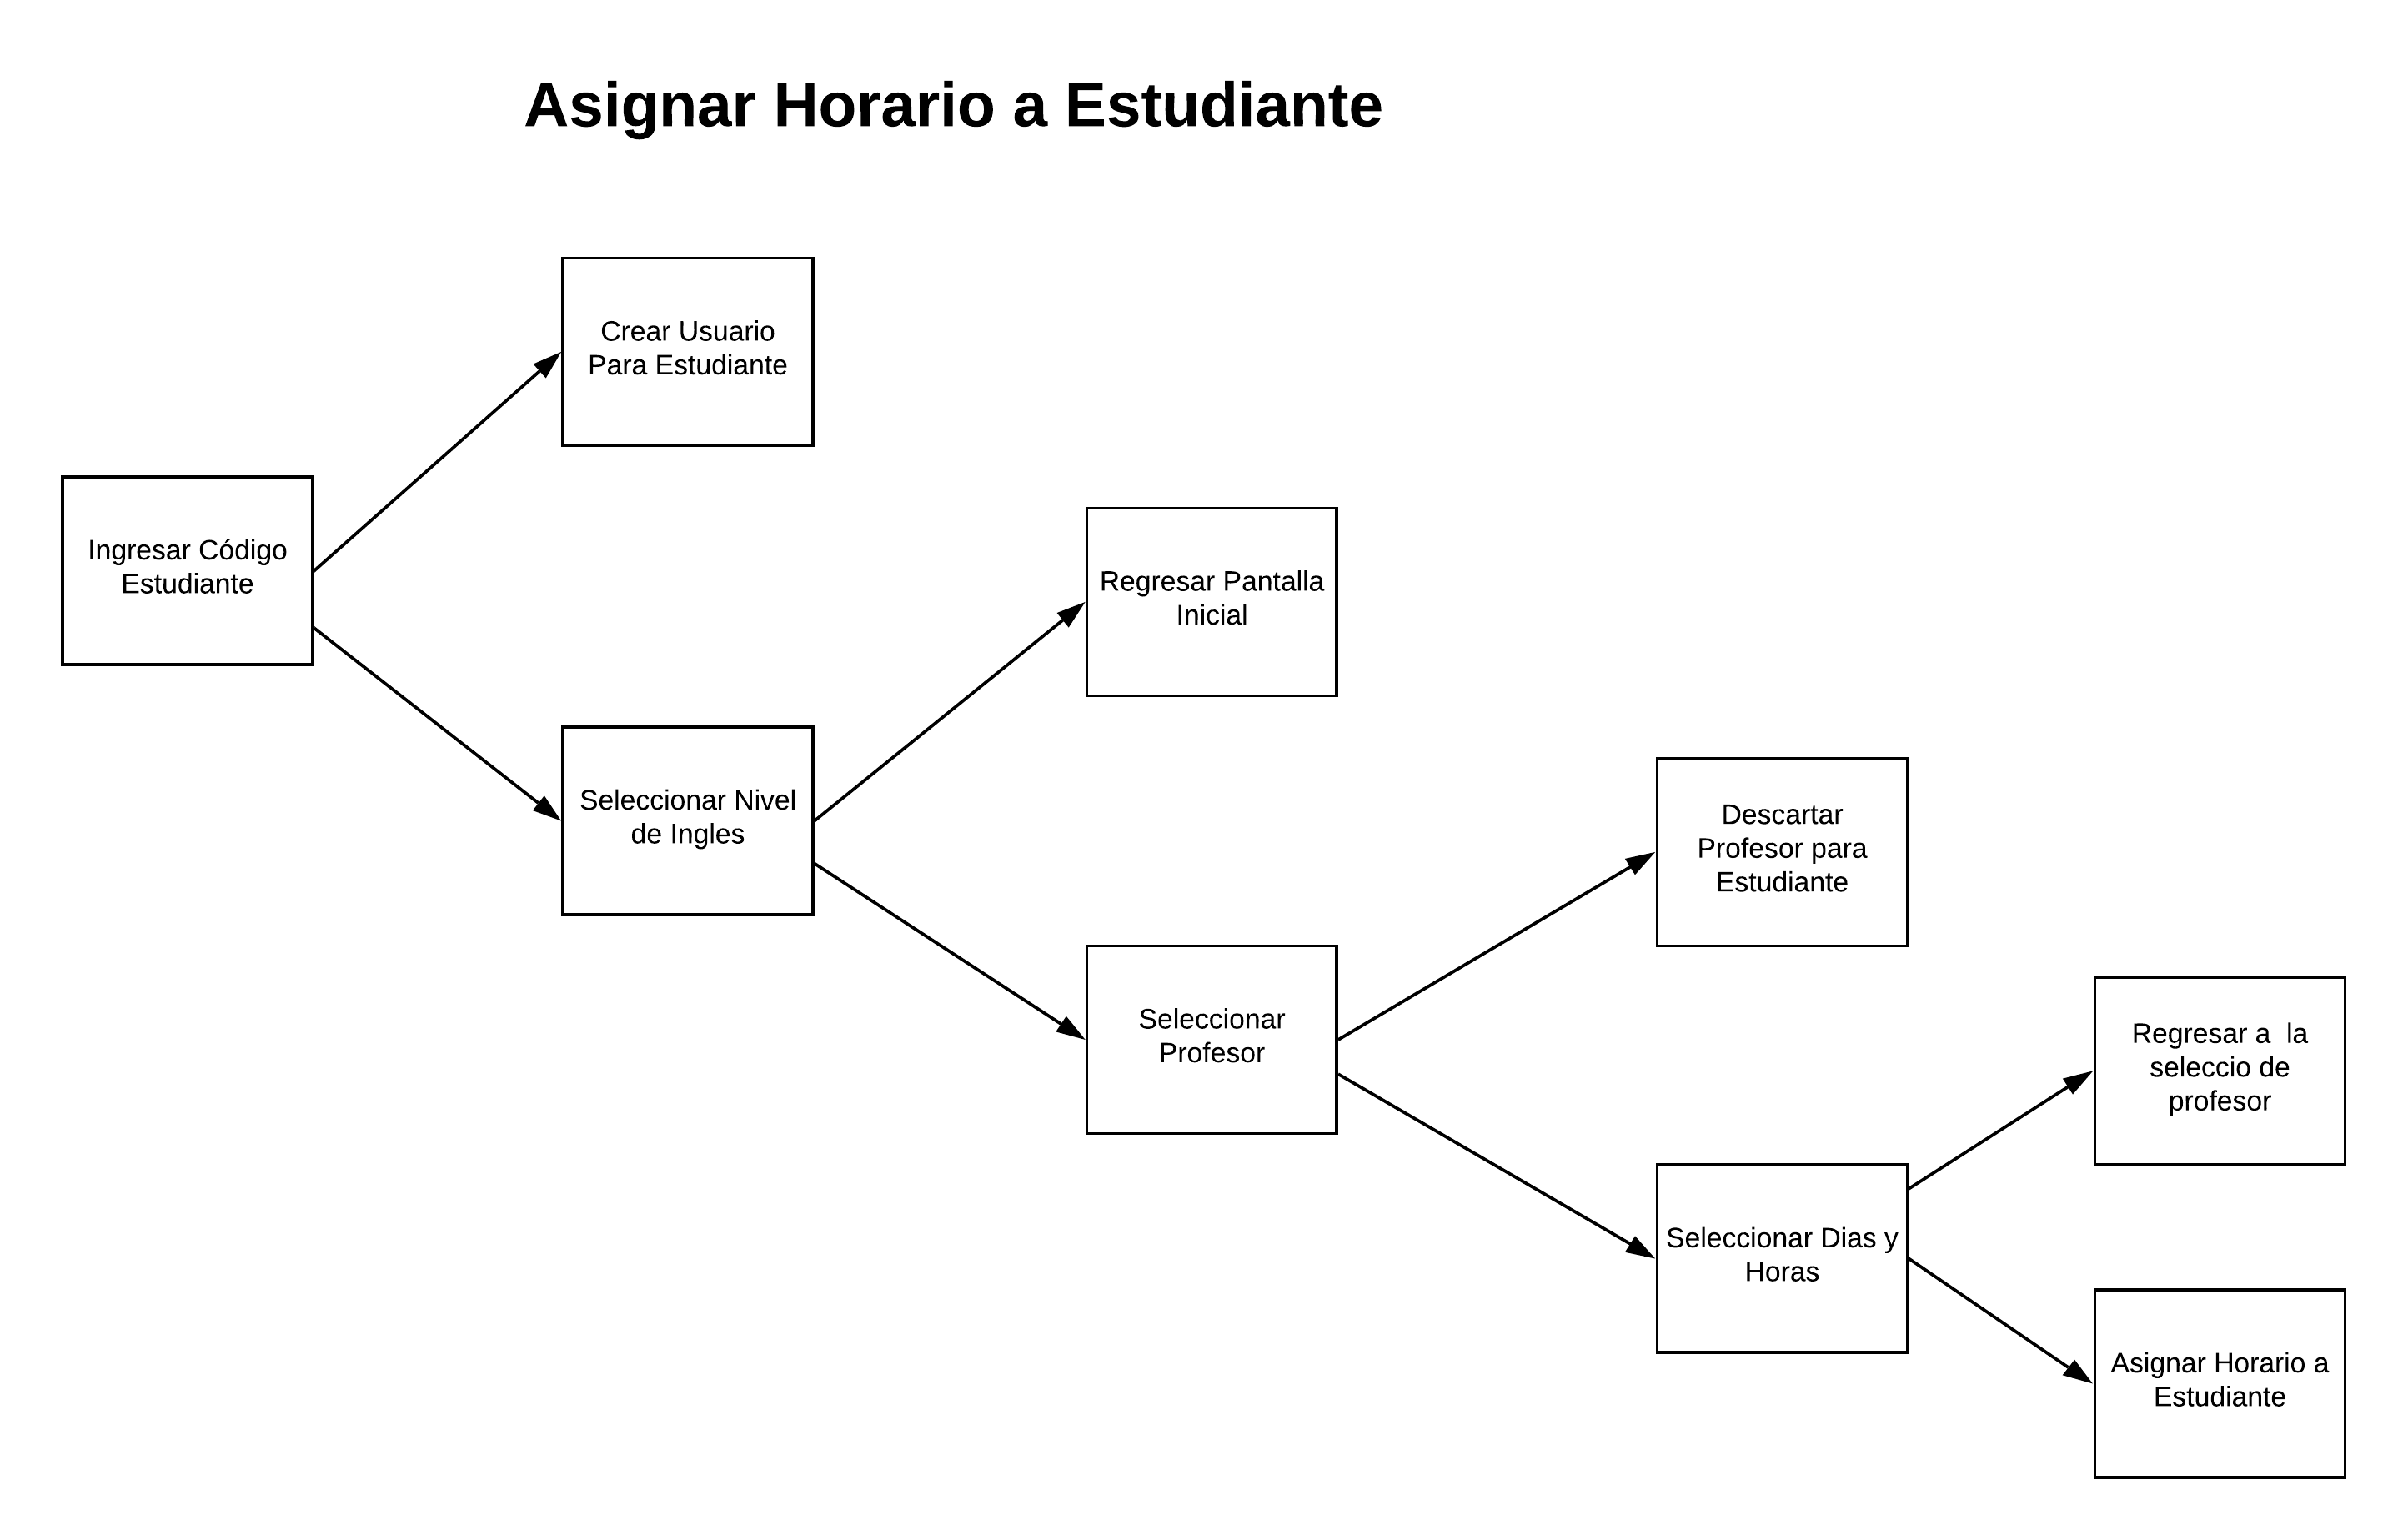 Asignar Horario a Estudiante
Crear Usuario
Para Estudiante
Ingresar Código
Estudiante
Regresar Pantalla
Inicial
Seleccionar Nivel
de Ingles
Descartar
Profesor para
Estudiante
Seleccionar
Profesor
Regresar a  la
seleccio de
profesor
Seleccionar Dias y
Horas
Asignar Horario a
Estudiante